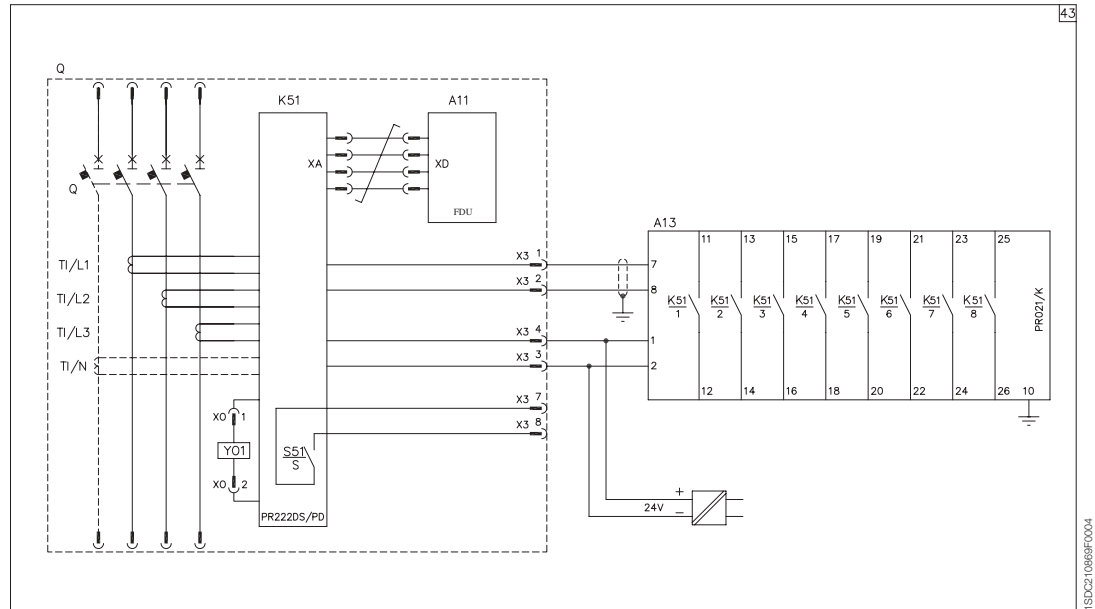 43
Q
K51
A11
XA
XD
Q
FDU
A13
11 13 15 17 19 21 23 25
TI/L1
X3 1
7
X3 2
8
TI/L2
K51 K51 K51 K51 K51 K51 K51 K51
1 2 3 4 5 6 7 8
PR021/K
TI/L3
X3 4
1
TI/N
X3 3
2
12 14 16 18 20 22 24 26 10
X3 7
XO 1
X3 8
YO1
S51
S
XO 2
+
24V
−
PR222DS/PD
1SDC210869F0004